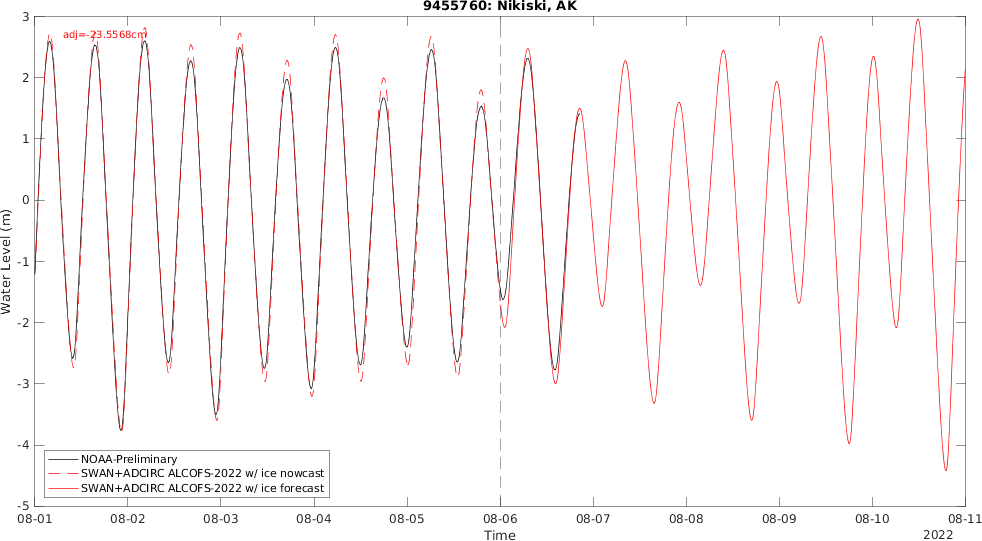 9455760: Nikiski, AK
adj=-23.5568cm
3
2
1
0
-1
-2
-3
-4
-5
Water Level (m)
NOAA-Preliminary
SWAN+ADCIRC ALCOFS-2022 w/ ice nowcast
SWAN+ADCIRC ALCOFS-2022 w/ ice forecast
08-01 08-02 08-03 08-04 08-05 08-06 08-07 08-08 08-09 08-10 08-11
Time
2022